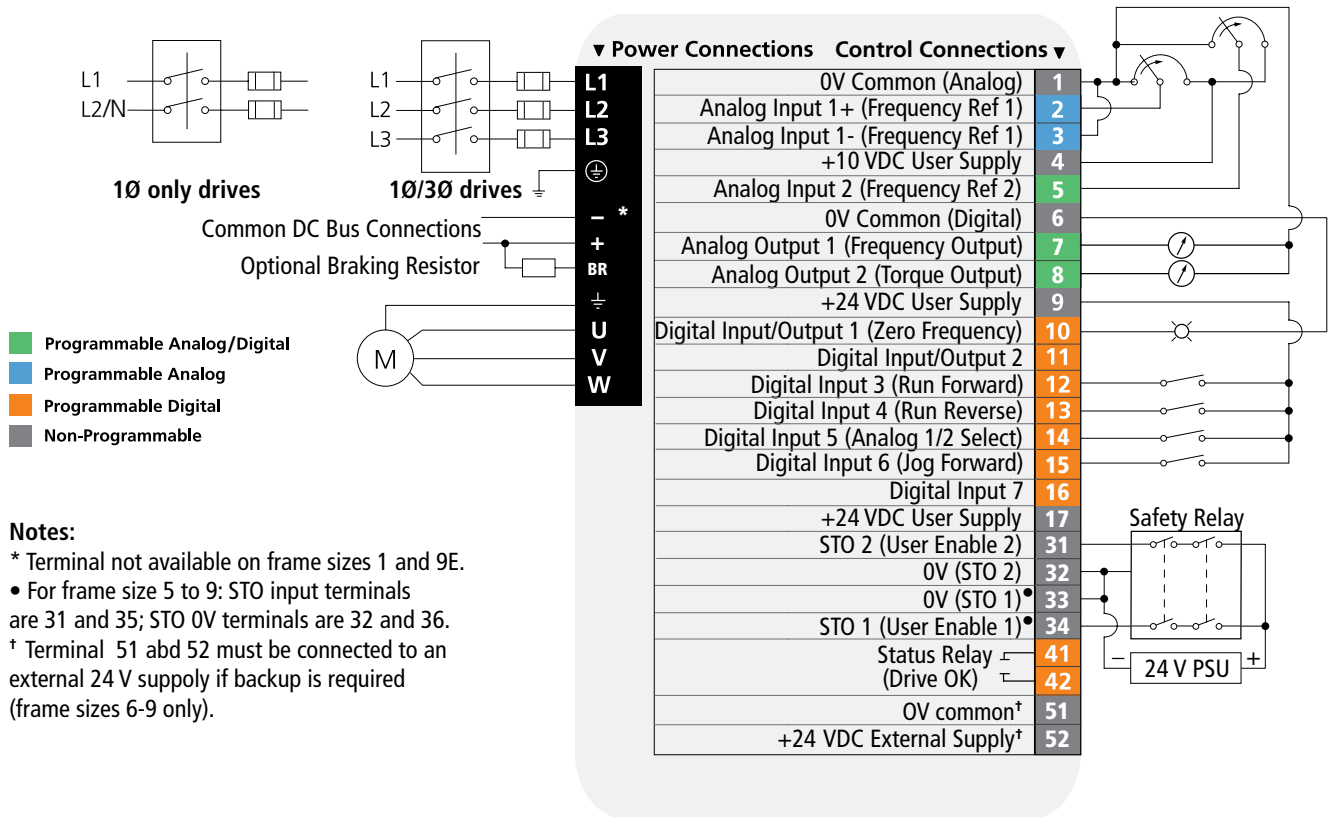 ▼ Power Connections Control Connections ▼
L1
L2/N
1Ø only drives
L1
L2
L3
1Ø/3Ø drives
Common DC Bus Connections
Optional Braking Resistor
M
L1
L2
L3
– *
+
BR
U
V
W
0V Common (Analog) 1
Analog Input 1+ (Frequency Ref 1) 2
Analog Input 1- (Frequency Ref 1) 3
+10 VDC User Supply 4
Analog Input 2 (Frequency Ref 2) 5
0V Common (Digital) 6
Analog Output 1 (Frequency Output) 7
Analog Output 2 (Torque Output) 8
+24 VDC User Supply 9
Digital Input/Output 1 (Zero Frequency) 10
Digital Input/Output 2 11
Digital Input 3 (Run Forward) 12
Digital Input 4 (Run Reverse) 13
Digital Input 5 (Analog 1/2 Select) 14
Digital Input 6 (Jog Forward) 15
Digital Input 7 16
+24 VDC User Supply 17
STO 2 (User Enable 2) 31
0V (STO 2) 32
0V (STO 1)• 33
STO 1 (User Enable 1)• 34
Status Relay 41
(Drive OK) 42
OV common† 51
+24 VDC External Supply† 52
Safety Relay
– 24 V PSU +
Programmable Analog/Digital
Programmable Analog
Programmable Digital
Non-Programmable
Notes:
* Terminal not available on frame sizes 1 and 9E.
• For frame size 5 to 9: STO input terminals
are 31 and 35; STO 0V terminals are 32 and 36.
† Terminal 51 abd 52 must be connected to an
external 24 V suppoly if backup is required
(frame sizes 6-9 only).